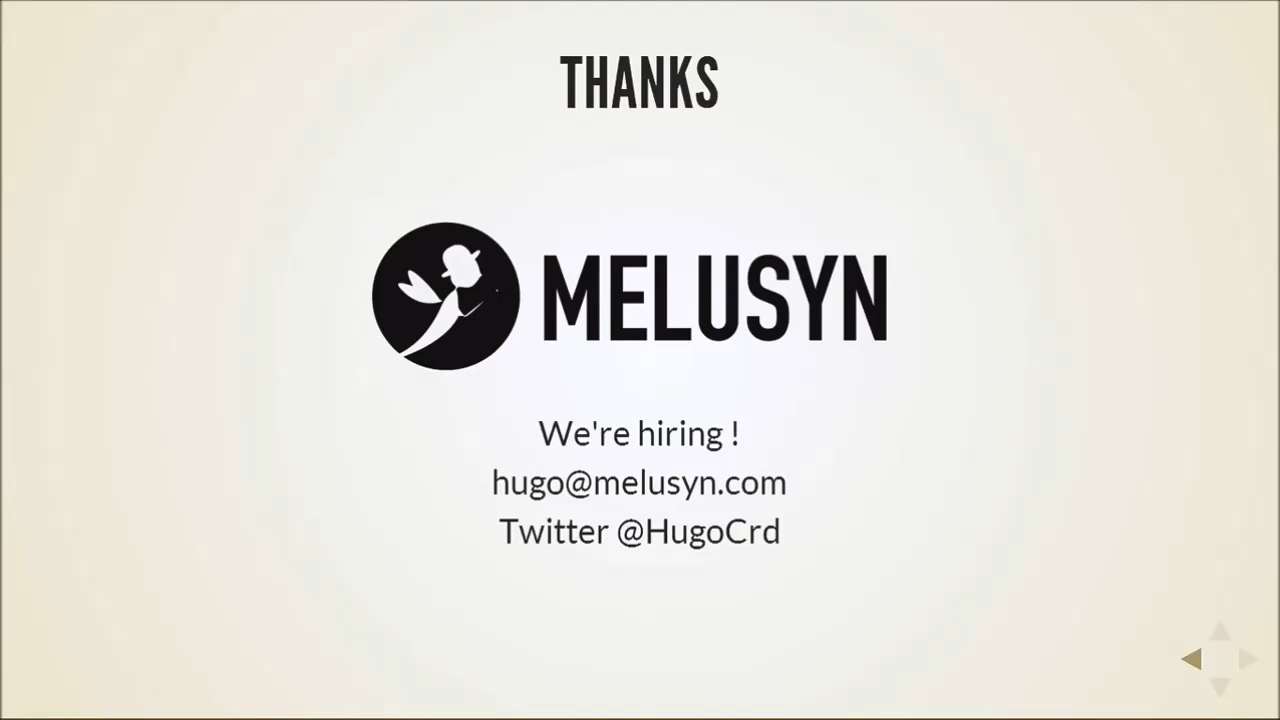 THANKS
MELUSYN
We're hiring !
hugo@melusyn.com
Twitter @HugoCrd